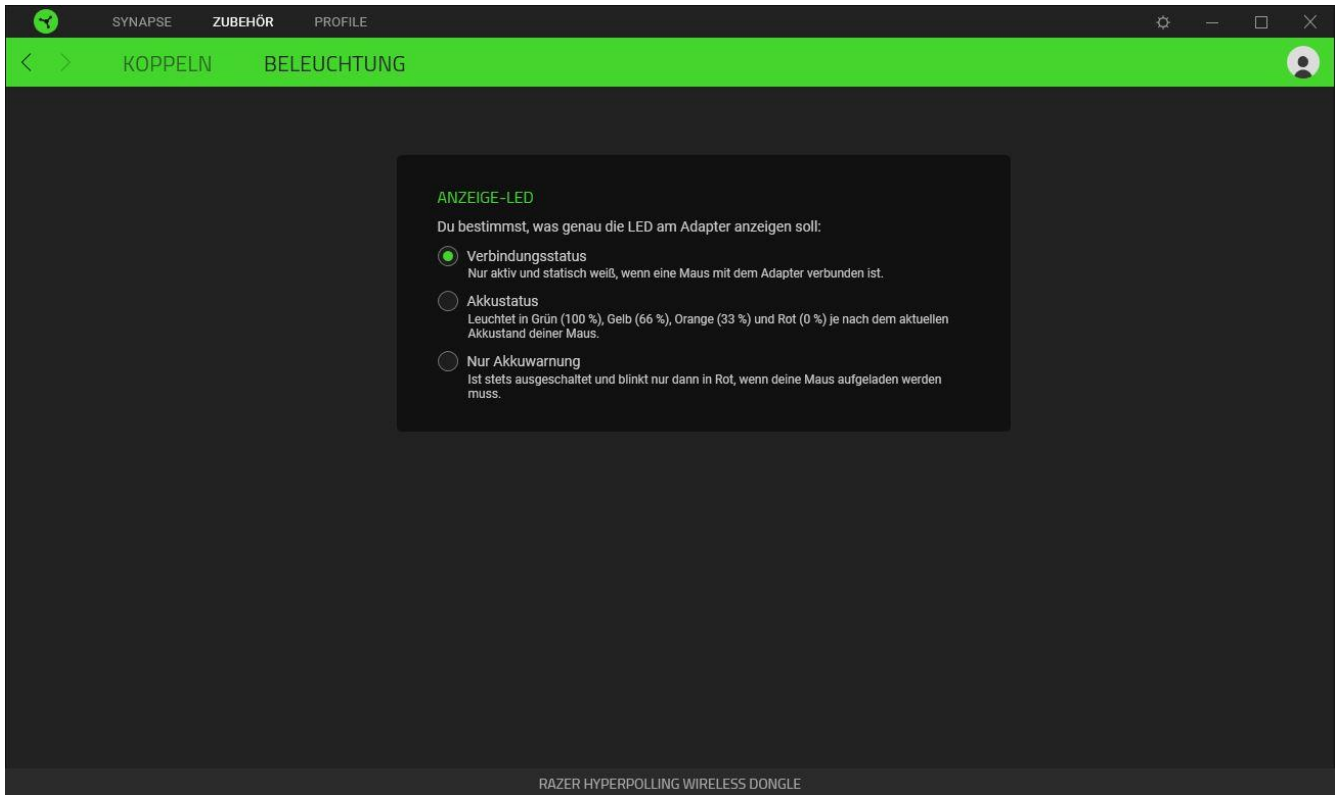 SYNAPSE ZUBEHÖR PROFILE
KOPPELN BELEUCHTUNG
ANZEIGE-LED
Du bestimmst, was genau die LED am Adapter anzeigen soll:
Verbindungsstatus
Nur aktiv und statisch weiß, wenn eine Maus mit dem Adapter verbunden ist.
Akkustatus
Leuchtet in Grün (100 %), Gelb (66 %), Orange (33 %) und Rot (0 %) je nach dem aktuellen
Akkustand deiner Maus.
Nur Akkuwarnung
Ist stets ausgeschaltet und blinkt nur dann in Rot, wenn deine Maus aufgeladen werden
muss.
RAZER HYPERPOLLING WIRELESS DONGLE